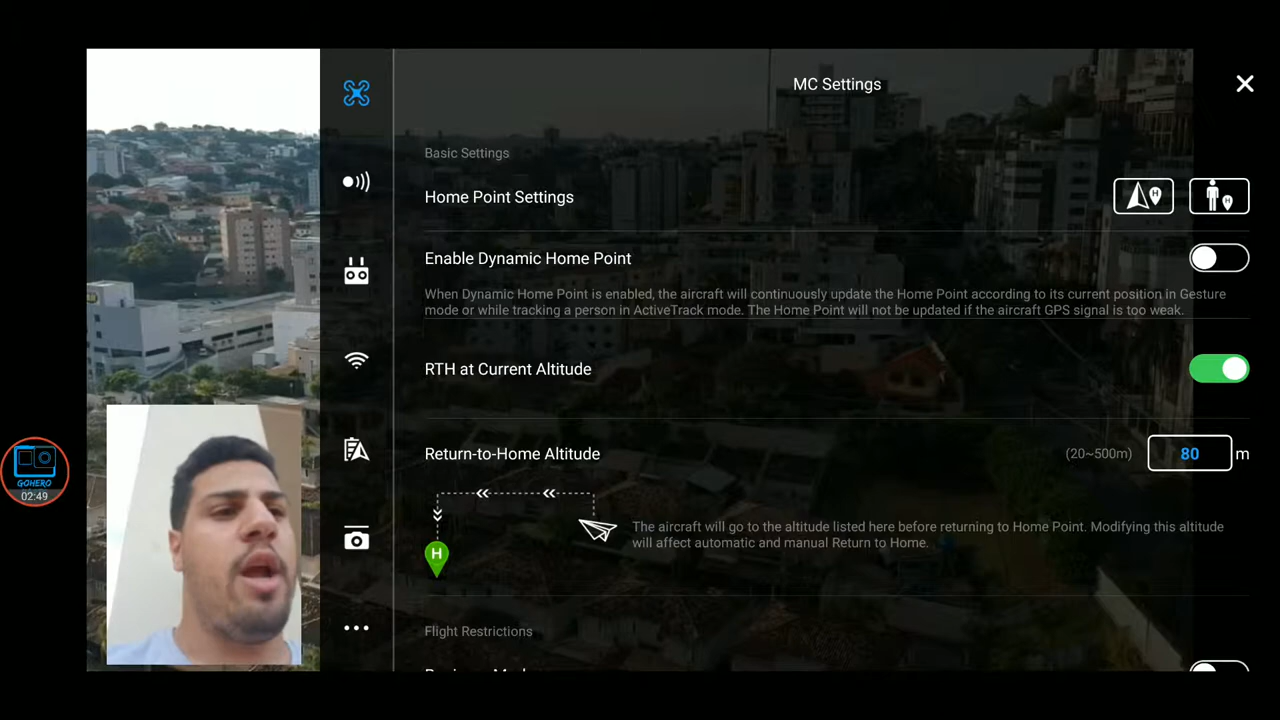 MC Settings
Basic Settings
Home Point Settings
H
H
Enable Dynamic Home Point
When Dynamic Home Point is enabled, the aircraft will continuously update the Home Point according to its current position in Gesture
mode or while tracking a person in ActiveTrack mode. The Home Point will not be updated if the aircraft GPS signal is too weak.
RTH at Current Altitude
Return-to-Home Altitude
(20~500m) 80 m
The aircraft will go to the altitude listed here before returning to Home Point. Modifying this altitude
will affect automatic and manual Return to Home.
H
Flight Restrictions
GOHERO
02:49